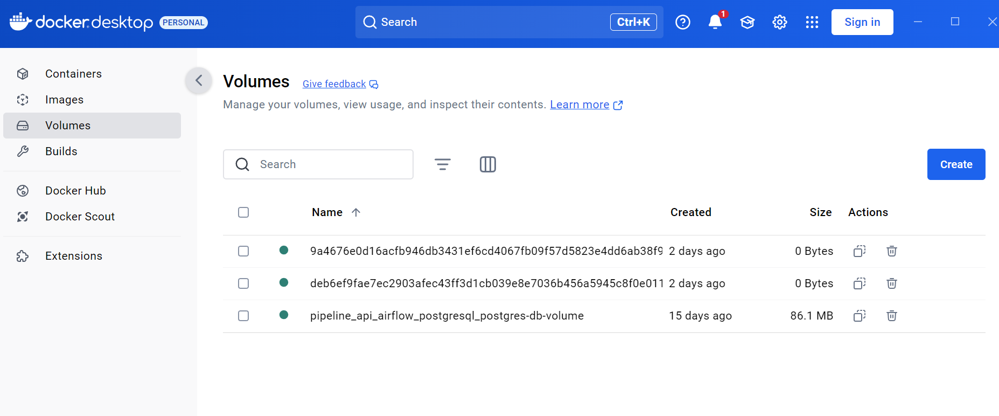 docker desktop PERSONAL
Search Ctrl+K
1
Sign in
Containers
Images
Volumes
Builds
Docker Hub
Docker Scout
Extensions
Volumes Give feedback
Manage your volumes, view usage, and inspect their contents. Learn more
Search
Create
Name Created Size Actions
9a4676e0d16acfb946db3431ef6cd4067fb09f57d5823e4dd6ab38f9 2 days ago 0 Bytes
deb6ef9fae7ec2903afec43ff3d1cb039e8e7036b456a5945c8f0e011 2 days ago 0 Bytes
pipeline_api_airflow_postgresql_postgres-db-volume 15 days ago 86.1 MB